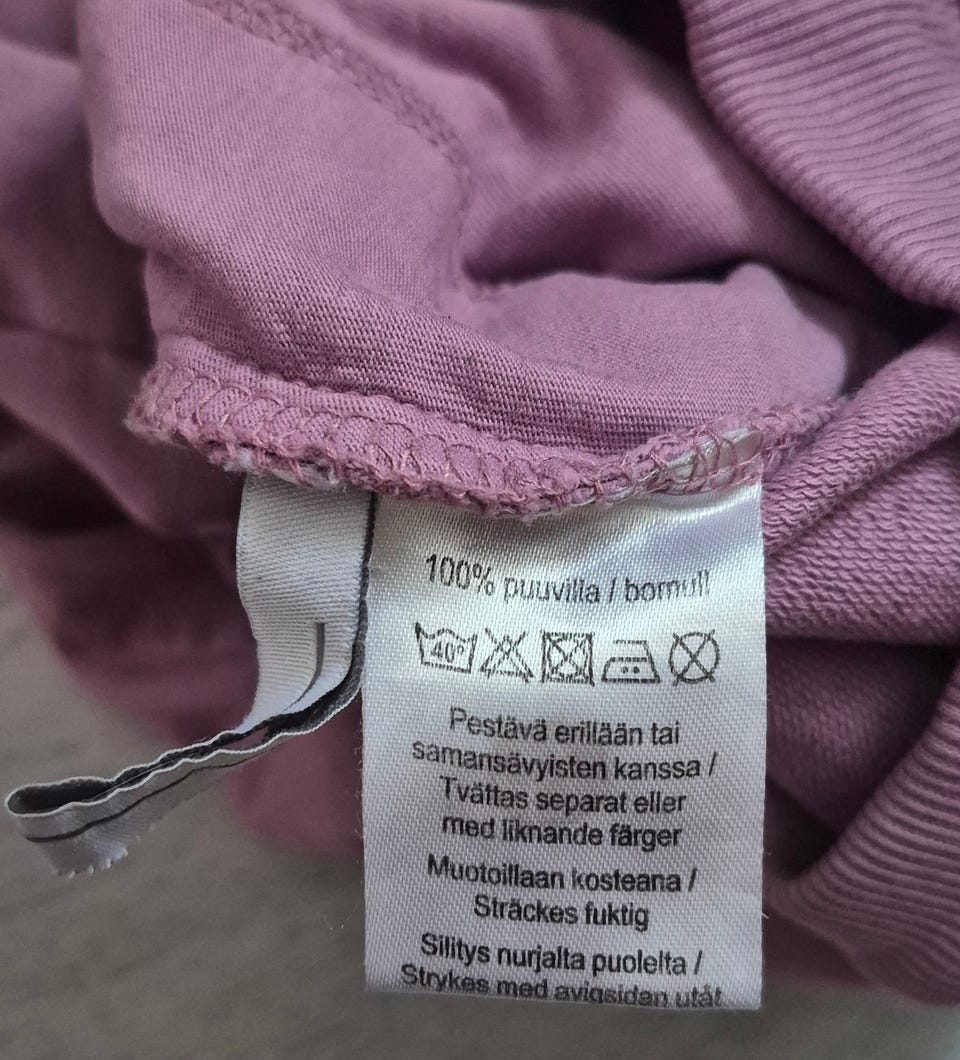 100% puuvilla / bomull
40°
Pestävä erillään tai
samansävyisten kanssa /
Tvättas separat eller
med liknande färger
Muotoillaan kosteana /
Sträckes fuktig
Silitys nurjalta puolelta /
Strykes med avigsidan utåt